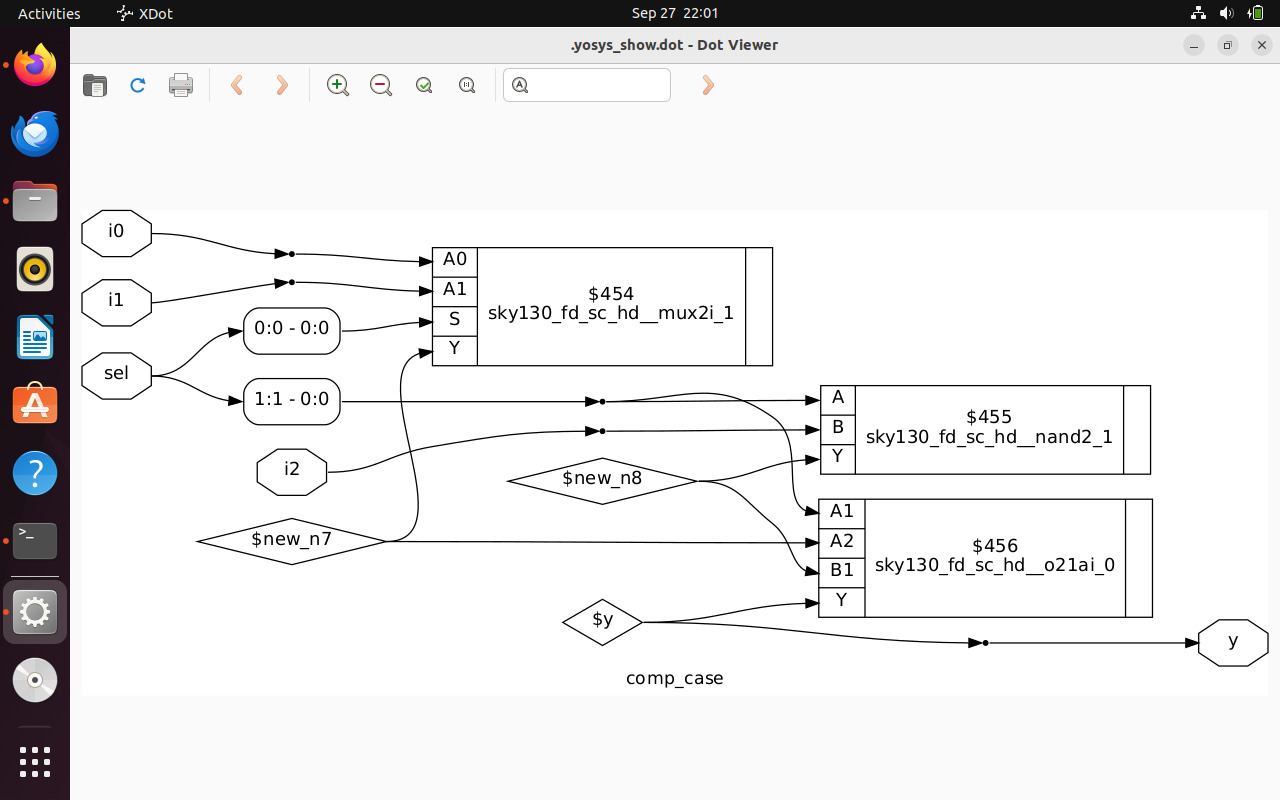 Activities
XDot
Sep 27 22:01
.yosys_show.dot - Dot Viewer
i0
A0
i1
A1
$454
sky130_fd_sc_hd__mux2i_1
0:0 - 0:0
S
Y
sel
1:1 - 0:0
A
B
Y
$455
sky130_fd_sc_hd__nand2_1
i2
$new_n8
$new_n7
A1
A2
B1
Y
$456
sky130_fd_sc_hd__o21ai_0
$y
y
comp_case